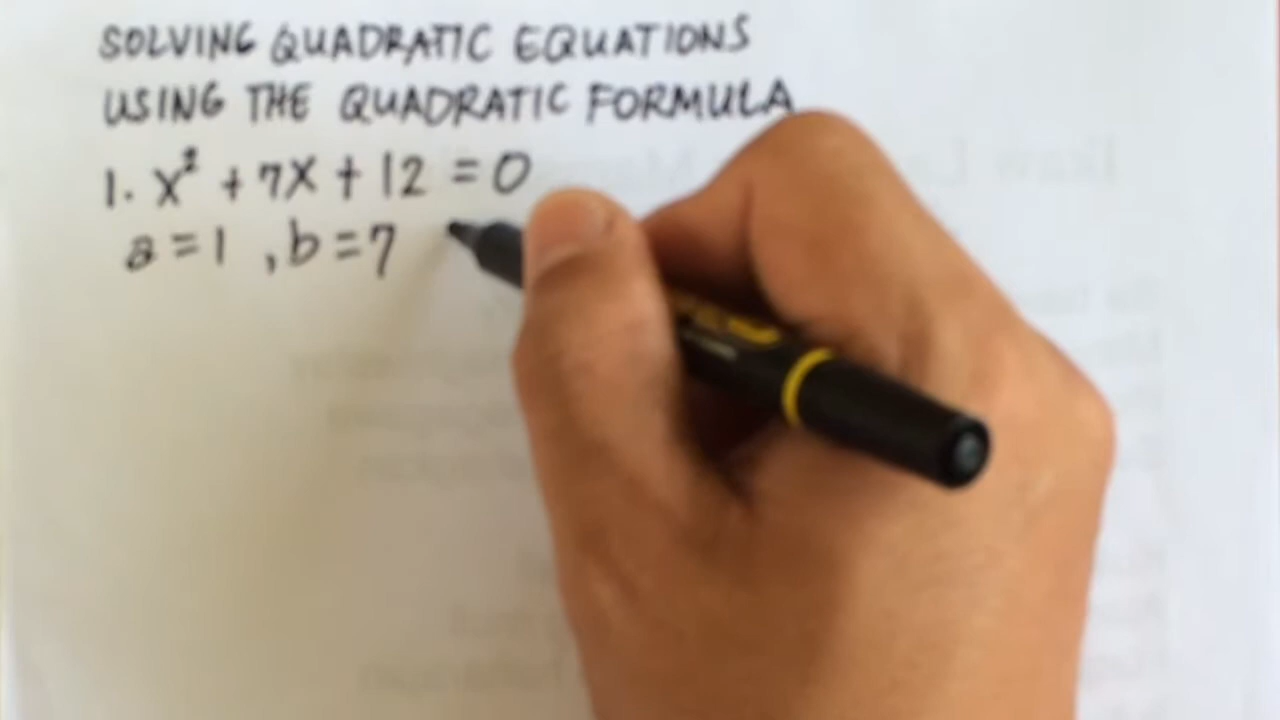 SOLVING QUADRATIC EQUATIONS
USING THE QUADRATIC FORMULA
1. x² + 7x + 12 = 0
a = 1 , b = 7